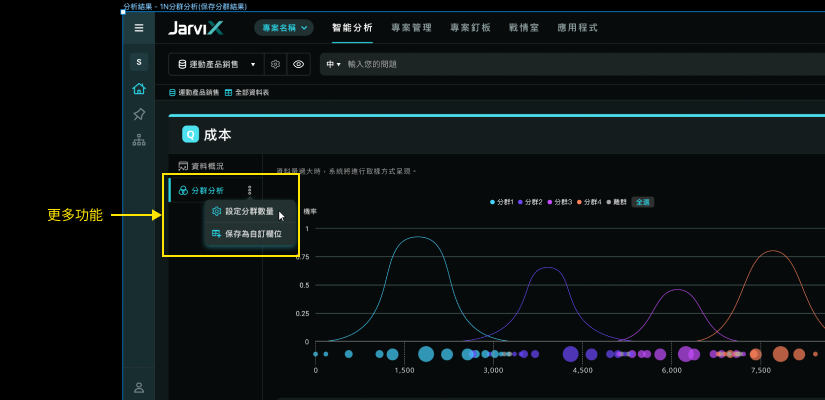 分析結果 - 1N分群分析(保存分群結果)
JarviX
專案名稱
智能分析
專案管理
專案釘板
戰情室
應用程式
S
運動產品銷售
中
輸入您的問題
運動產品銷售
全部資料表
Q 成本
資料概況
資料量過大時,系統將進行取樣方式呈現。
分群分析
分群1 分群2 分群3 分群4 離群 全選
更多功能
設定分群數量
機率
保存為自訂欄位
1
0.75
0.5
0.25
0
0 1,500 3,000 4,500 6,000 7,500